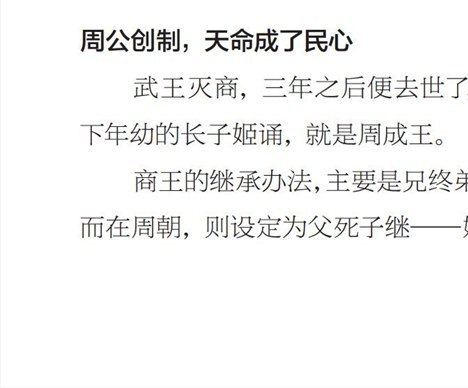 周公创制，天命成了民心
武王灭商，三年之后便去世了
下年幼的长子姬诵，就是周成王。
商王的继承办法，主要是兄终弟
而在周朝，则设定为父死子继——